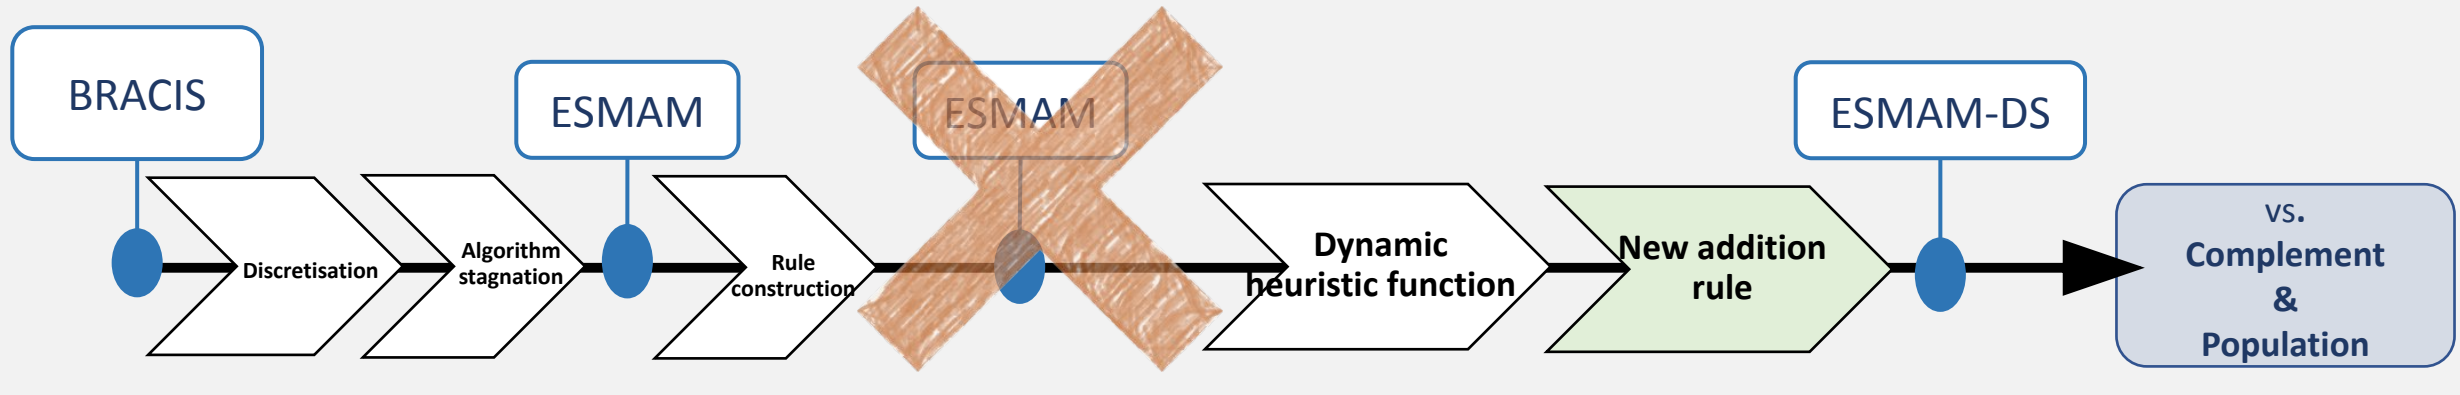 BRACIS
ESMAM
ESMAM
ESMAM-DS
Discretisation
Algorithm
stagnation
Rule
construction
Dynamic
heuristic function
New addition
rule
vs.
Complement
&
Population